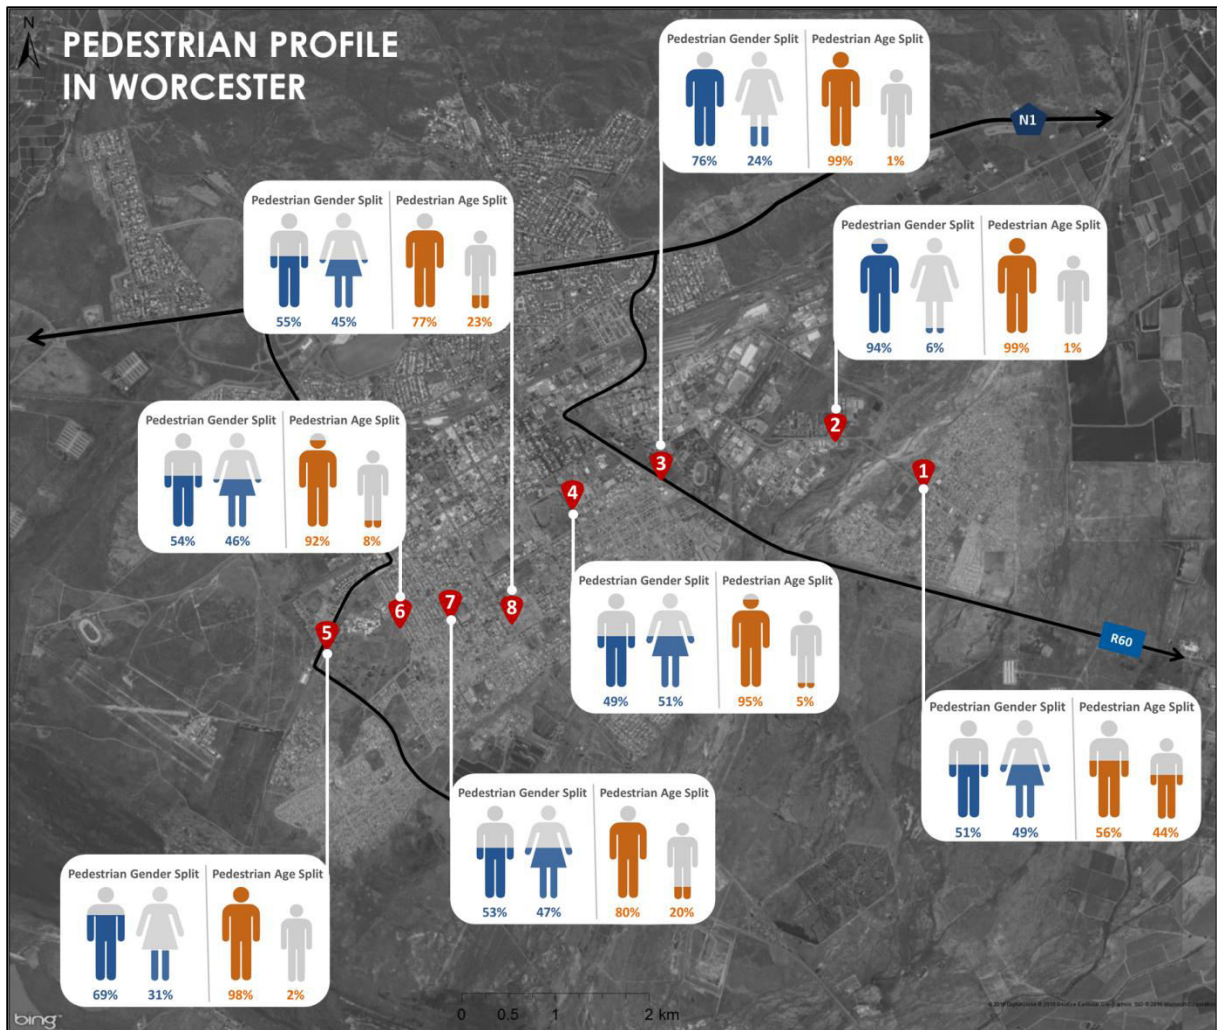 N
PEDESTRIAN PROFILE
IN WORCESTER
Pedestrian Gender Split Pedestrian Age Split
76% 24% 99% 1%
N1
Pedestrian Gender Split Pedestrian Age Split
55% 45% 77% 23%
Pedestrian Gender Split Pedestrian Age Split
94% 6% 99% 1%
Pedestrian Gender Split Pedestrian Age Split
54% 46% 92% 8%
2
3
1
4
6
7
8
5
Pedestrian Gender Split Pedestrian Age Split
49% 51% 95% 5%
R60
Pedestrian Gender Split Pedestrian Age Split
51% 49% 56% 44%
Pedestrian Gender Split Pedestrian Age Split
53% 47% 80% 20%
Pedestrian Gender Split Pedestrian Age Split
69% 31% 98% 2%
0 0.5 1 2 km
bing